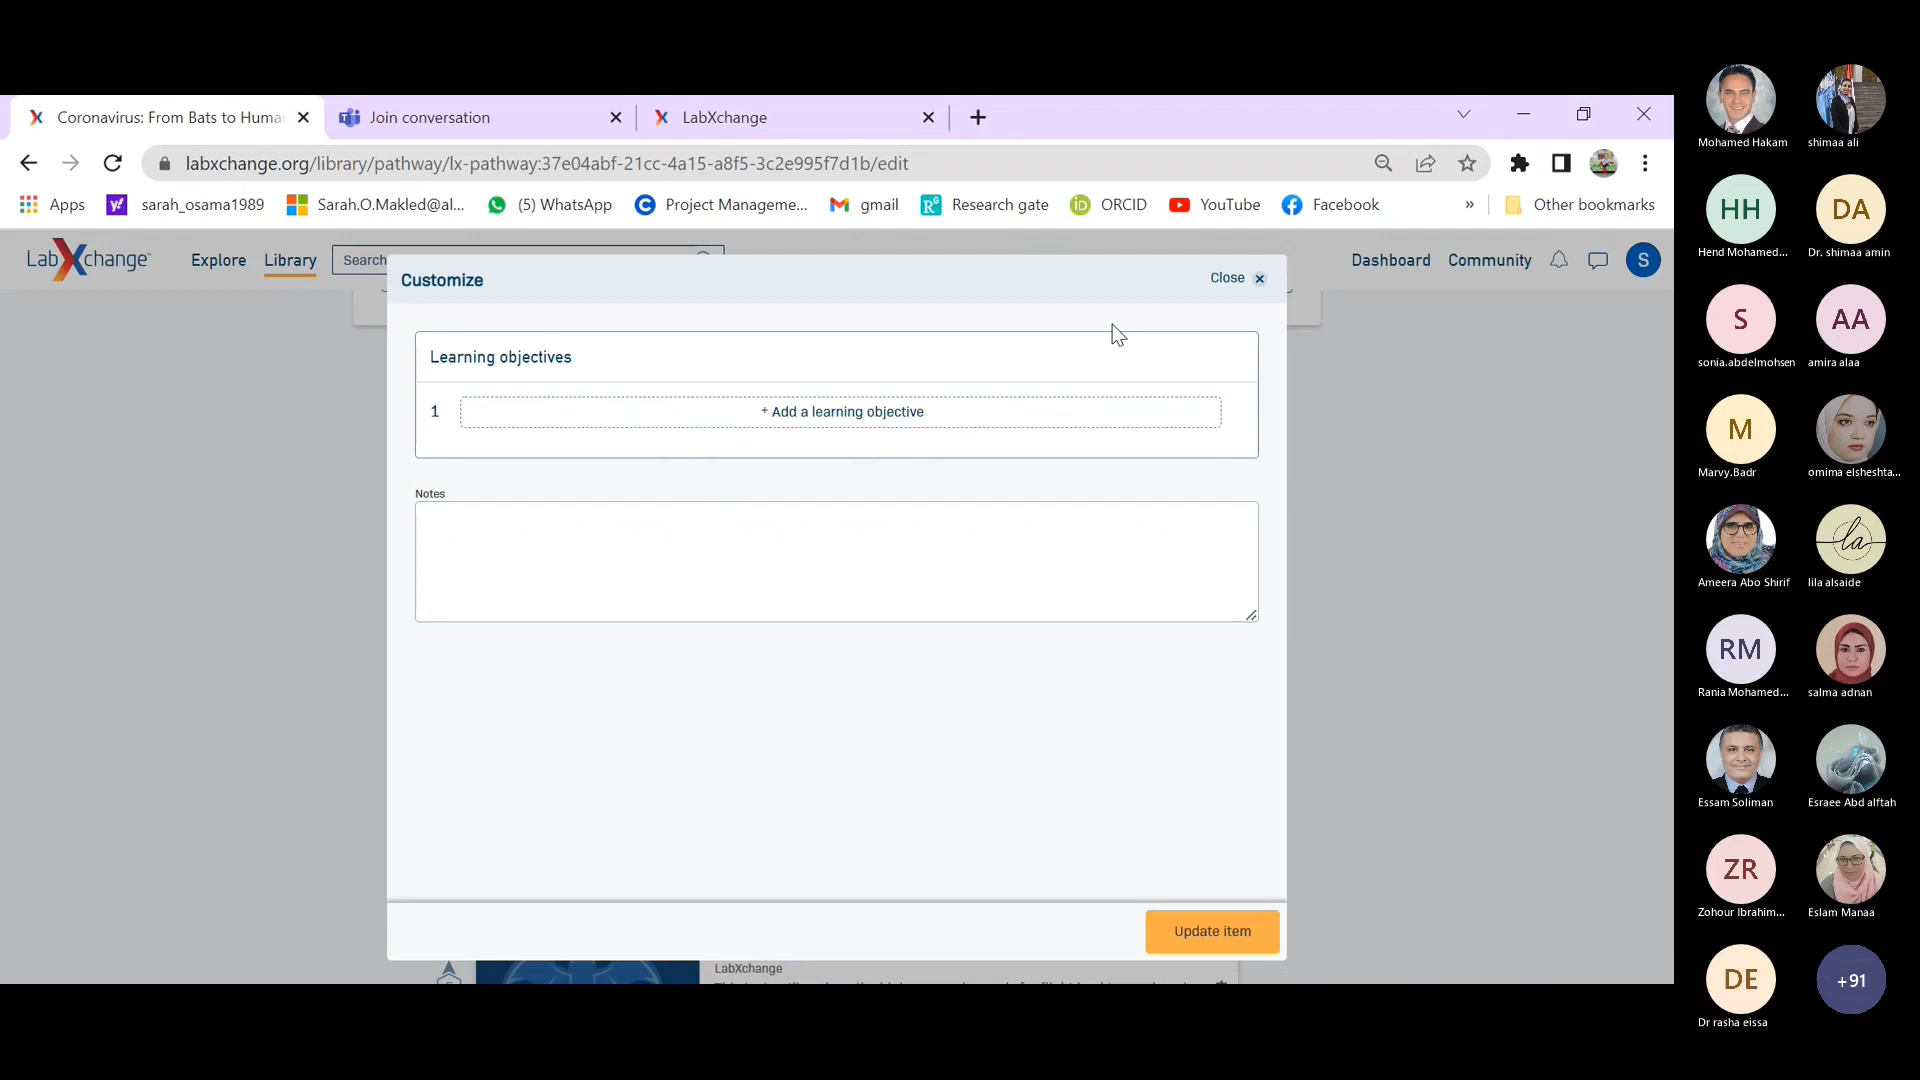 Coronavirus: From Bats to Huma
Join conversation
LabXchange
labxchange.org/library/pathway/lx-pathway:37e04abf-21cc-4a15-a8f5-3c2e995f7d1b/edit
Apps
sarah_osama1989
Sarah.O.Makled@al...
(5) WhatsApp
Project Manageme...
gmail
Research gate
ORCID
YouTube
Facebook
»
Other bookmarks
LabXchange
Explore
Library
Search
Dashboard
Community
S
Customize
Close
Learning objectives
1
+ Add a learning objective
Notes
Update item
LabXchange
Mohamed Hakam
shimaa ali
HH
Hend Mohamed...
DA
Dr. shimaa amin
S
sonia.abdelmohsen
AA
amira alaa
M
Marvy.Badr
omima elsheshta...
Ameera Abo Shirif
la
lila alsaide
RM
Rania Mohamed...
salma adnan
Essam Soliman
Esraee Abd alftah
ZR
Zohour Ibrahim...
Eslam Manaa
DE
Dr rasha eissa
+91